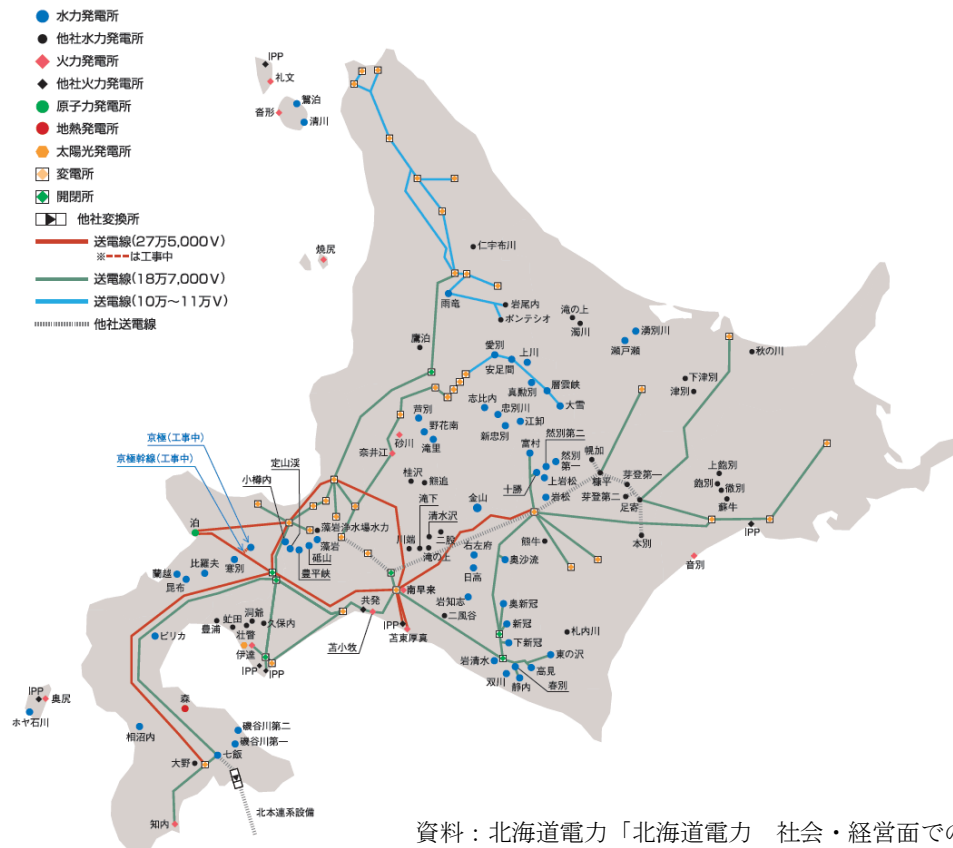 水力発電所
他社水力発電所
火力発電所
他社火力発電所
原子力発電所
地熱発電所
太陽光発電所
変電所
開閉所
他社変換所
送電線(27万5,000V)
※----は工事中
送電線(18万7,000V)
送電線(10万〜11万V)
他社送電線
IPP
礼文
鴛泊
沓形
清川
焼尻
仁宇布川
雨竜
岩尾内
ポンテシオ
滝の上
濁川
湧別川
瀬戸瀬
鷹泊
愛別
上川
安足間
真勲別
層雲峡
大雪
秋の川
下津別
津別
志比内
忠別川
江卸
新忠別
芦別
野花南
滝里
砂川
奈井江
富村
然別第二
然別
第一
上岩松
十勝
岩松
幌加
糠平
芽登第一
芽登第二
足寄
本別
上飽別
飽別
徹別
蘇牛
IPP
音別
京極(工事中)
京極幹線(工事中)
定山渓
小樽内
桂沢
熊追
滝下
金山
清水沢
二股
川端
滝の上
右左府
日高
熊牛
奥沙流
藻岩浄水場水力
藻岩
砥山
豊平峡
泊
蘭越
比羅夫
昆布
寒別
南早来
共発
IPP
苫東厚真
苫小牧
岩知志
二風谷
奥新冠
新冠
下新冠
札内川
岩清水
東の沢
高見
双川
静内
春別
洞爺
虻田
豊浦
久保内
壮瞥
伊達
IPP
IPP
ピリカ
IPP
奥尻
ホヤ石川
森
相沼内
磯谷川第二
磯谷川第一
七飯
大野
知内
北本連系設備
資料：北海道電力「北海道電力　社会・経営面での